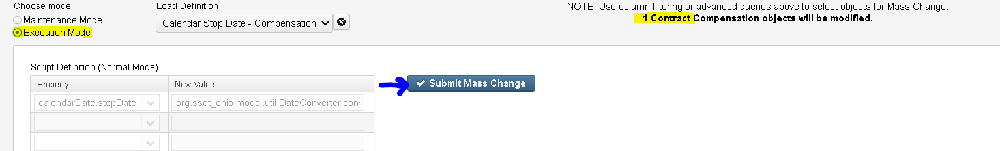 Choose mode:
Maintenance Mode
Execution Mode
Load Definition
Calendar Stop Date - Compensation
NOTE: Use column filtering or advanced queries above to select objects for Mass Change.
1 Contract Compensation objects will be modified.
Script Definition (Normal Mode)
Property New Value
calendarDate.stopDate org.ssdt_ohio.model.util.DateConverter.con
Submit Mass Change